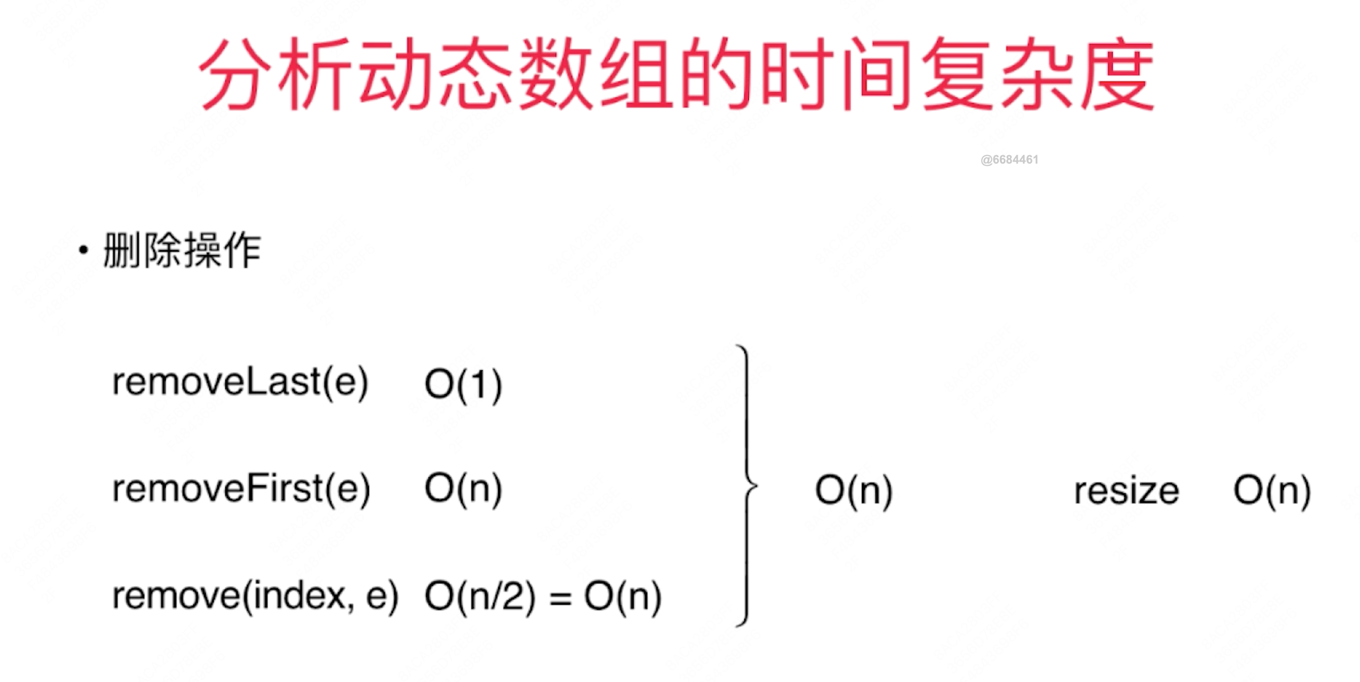 分析动态数组的时间复杂度
@6684461
• 删除操作
removeLast(e) O(1)
removeFirst(e) O(n)
remove(index, e) O(n/2) = O(n)
O(n)
resize O(n)